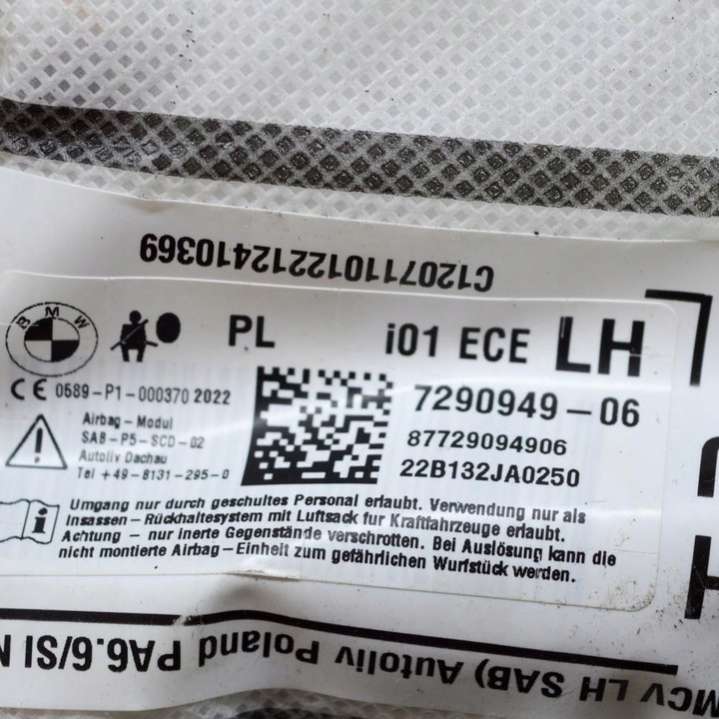 C12071101221241​0369
BMW
PL
i01 ECE LH
CE 0589-P1-000370 2022
7290949-06
Airbag-Modul
SAB-P5-SCD-02
Autoliv Dachau
Tel +49-8131-295-0
87729094906
22B132JA0250
Umgang nur durch geschultes Personal erlaubt. Verwendung nur als
Insassen-Rückhaltesystem mit Luftsack fur Kraftfahrzeuge erlaubt.
Achtung - nur inerte Gegenstände verschrotten. Bei Auslösung kann die
nicht montierte Airbag-Einheit zum gefährlichen Wurfstück werden.
MCV LH SAB) Autoliv Poland PA6.6/SI